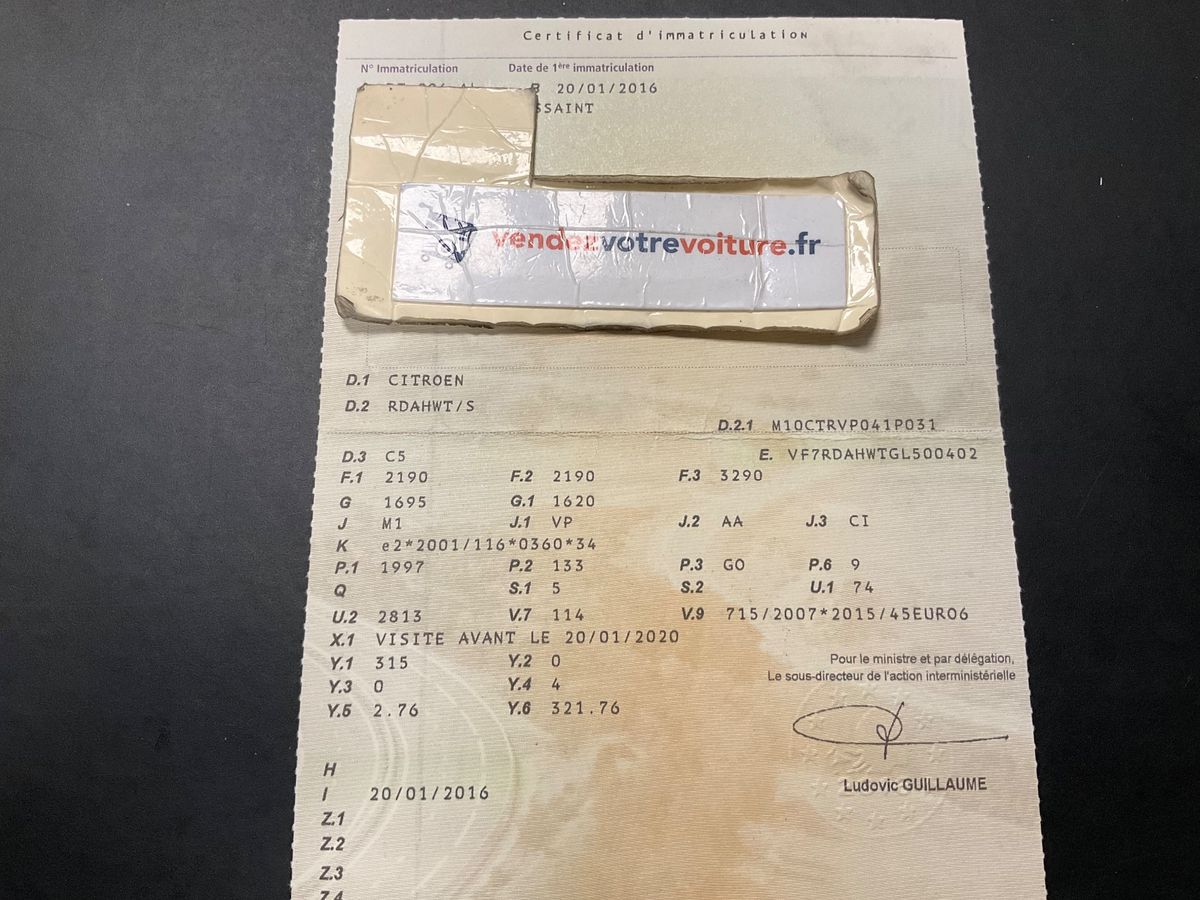 Certificat d'immatriculation
N° Immatriculation Date de 1ère immatriculation
B 20/01/2016
SSAINT
vendezvotrevoiture.fr
D.1 CITROEN
D.2 RDAHWT/S
D.2.1 M10CTRVP041P031
D.3 C5 E. VF7RDAHWTGL500402
F.1 2190 F.2 2190 F.3 3290
G 1695 G.1 1620
J M1 J.1 VP J.2 AA J.3 CI
K e2*2001/116*0360*34
P.1 1997 P.2 133 P.3 GO P.6 9
Q S.1 5 S.2 U.1 74
U.2 2813 V.7 114 V.9 715/2007*2015/45EURO6
X.1 VISITE AVANT LE 20/01/2020
Y.1 315 Y.2 0
Y.3 0 Y.4 4
Y.5 2.76 Y.6 321.76
Pour le ministre et par délégation,
Le sous-directeur de l'action interministérielle
Ludovic GUILLAUME
H
I 20/01/2016
Z.1
Z.2
Z.3
Z.4